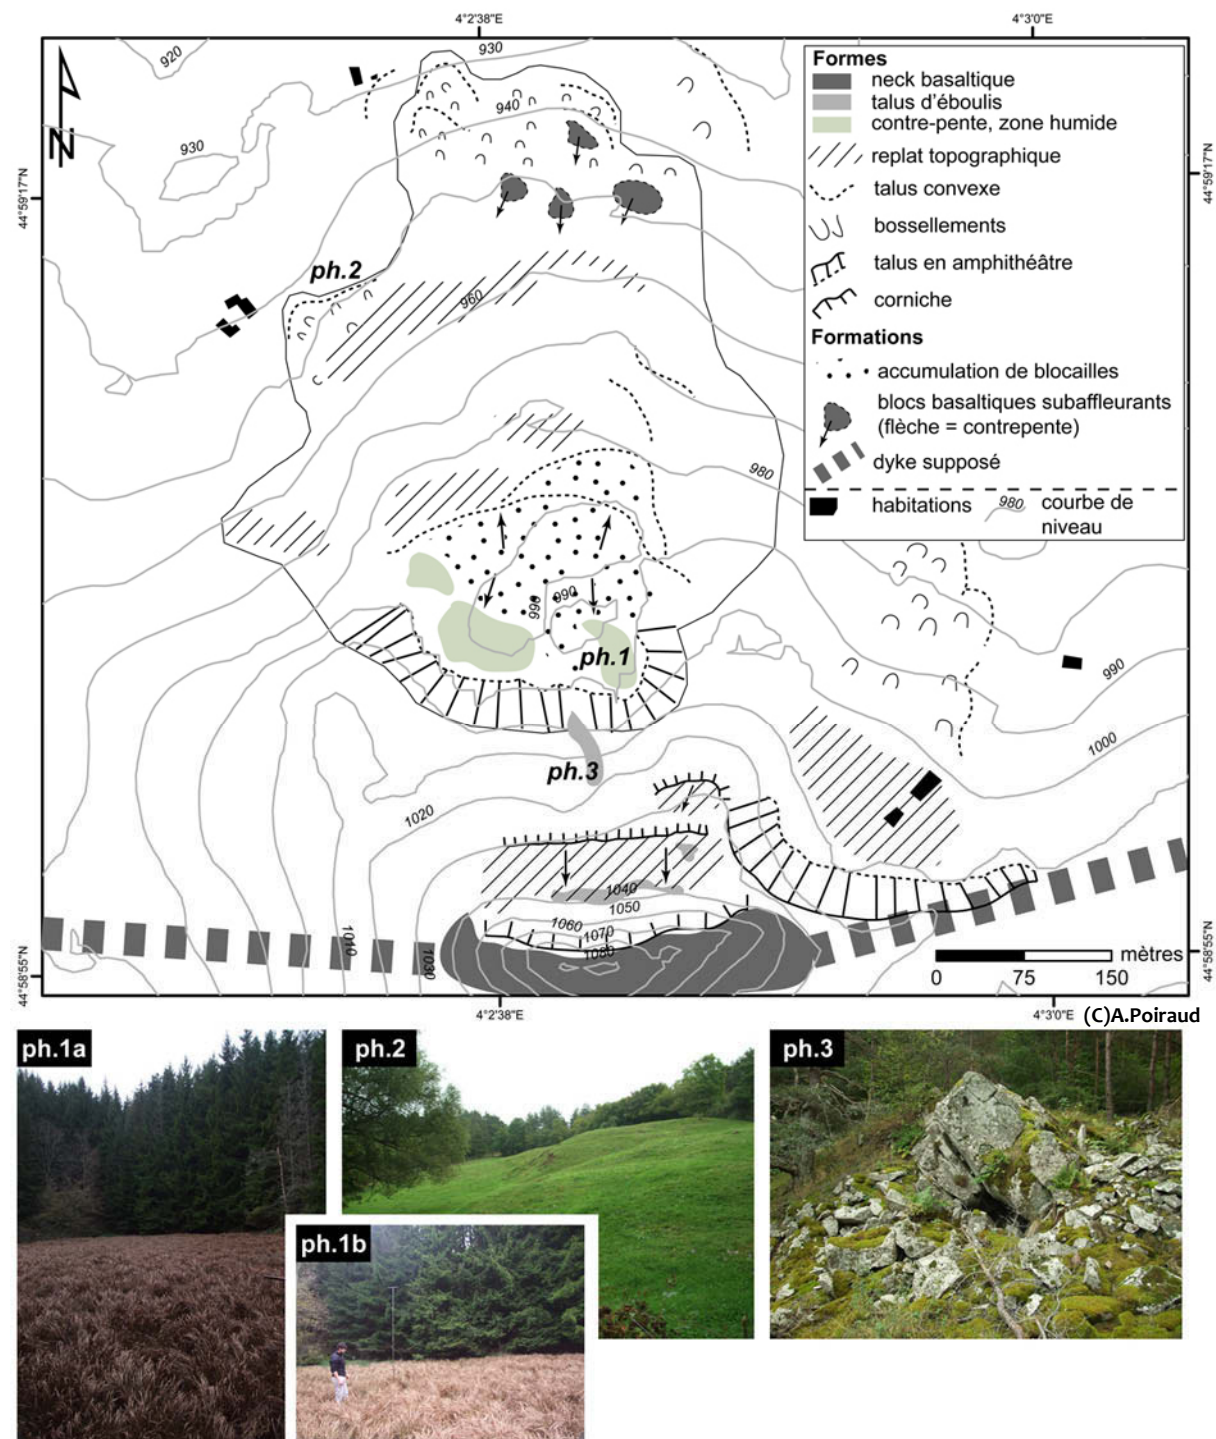 4°2'38"E
4°3'0"E
920
930
930
940
N
44°59'17"N
44°59'17"N
Formes
neck basaltique
talus d'éboulis
contre-pente, zone humide
replat topographique
talus convexe
bossellements
talus en amphithéâtre
corniche
Formations
accumulation de blocailles
blocs basaltiques subaffleurants
(flèche = contrepente)
dyke supposé
habitations
980
courbe de
niveau
ph.2
960
980
990
990
ph.1
990
1000
ph.3
1020
1040
1050
1060
1070
1080
1010
1030
44°58'55"N
44°58'55"N
mètres
0
75
150
4°2'38"E
4°3'0"E
(C)A.Poiraud
ph.1a
ph.2
ph.3
ph.1b